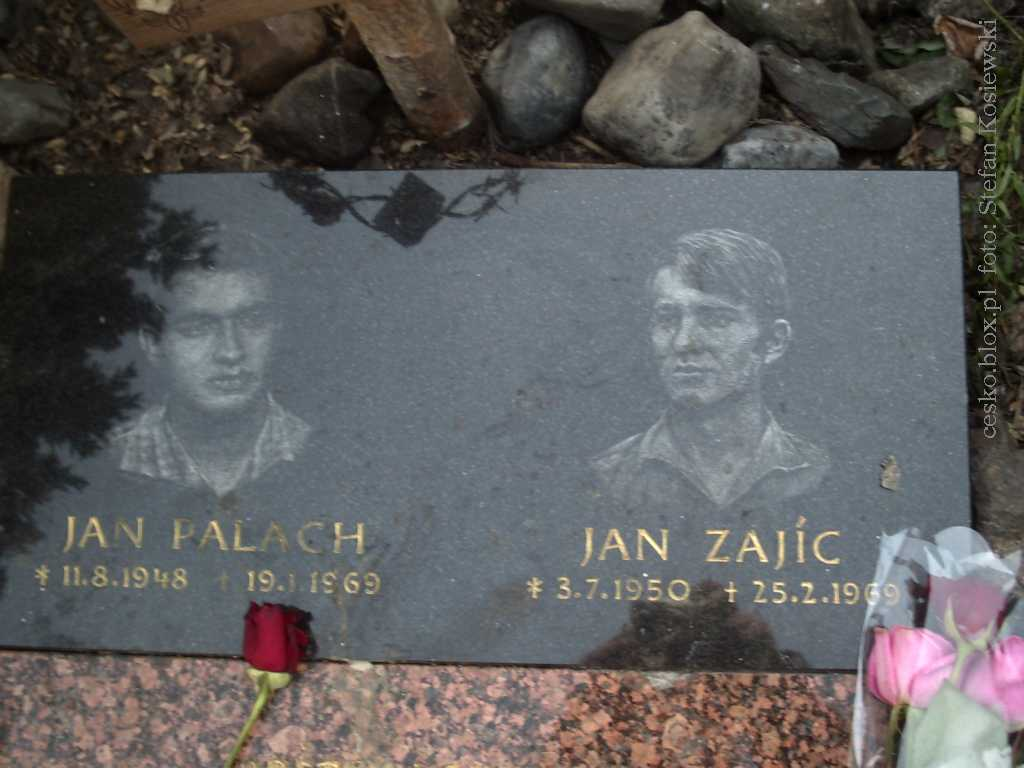 JAN PALACH
* 11.8.1948 † 19.1.1969
JAN ZAJÍC
* 3.7.1950 † 25.2.1969
cesko.blox.pl foto: Stefan Kosiewski